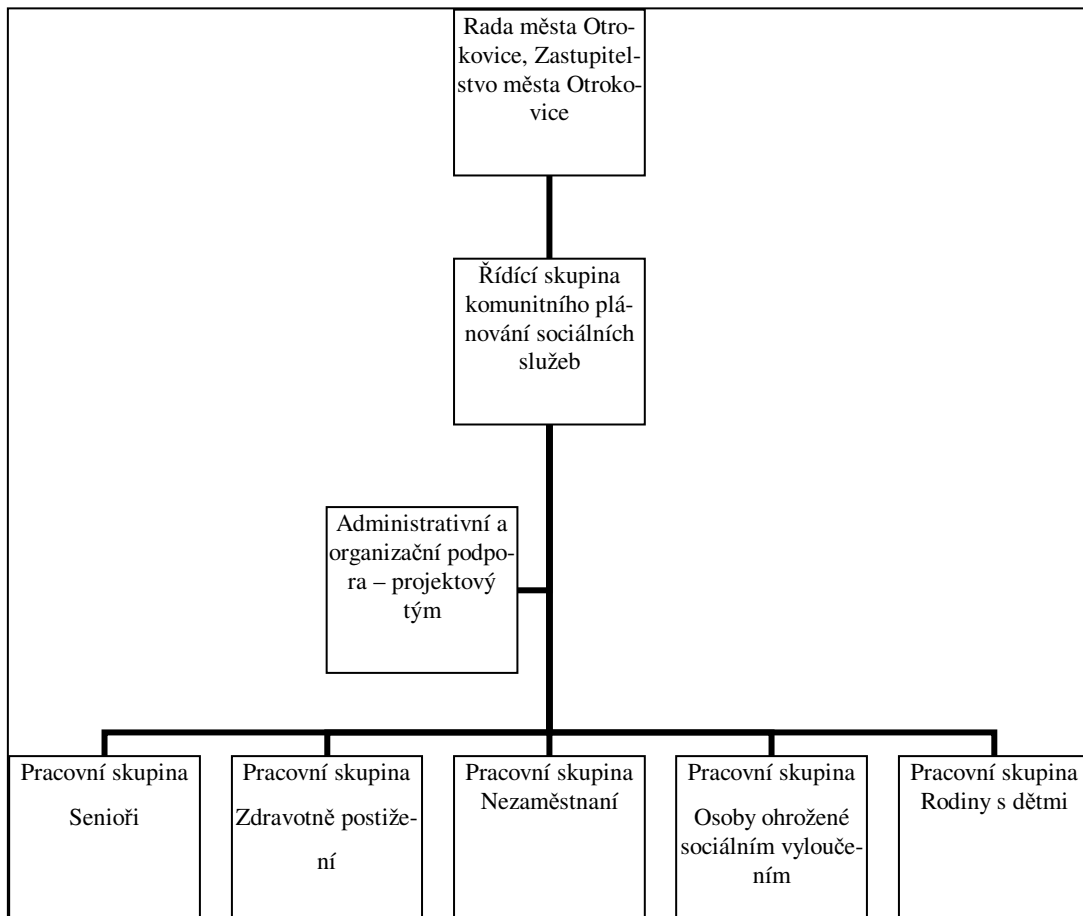 Rada města Otro-
kovice, Zastupitel-
stvo města Otroko-
vice
Řídící skupina
komunitního plá-
nování sociálních
služeb
Administrativní a
organizační podpo-
ra – projektový
tým
Pracovní skupina
Senioři
Pracovní skupina
Zdravotně postiže-
ní
Pracovní skupina
Nezaměstnaní
Pracovní skupina
Osoby ohrožené
sociálním vylouče-
ním
Pracovní skupina
Rodiny s dětmi